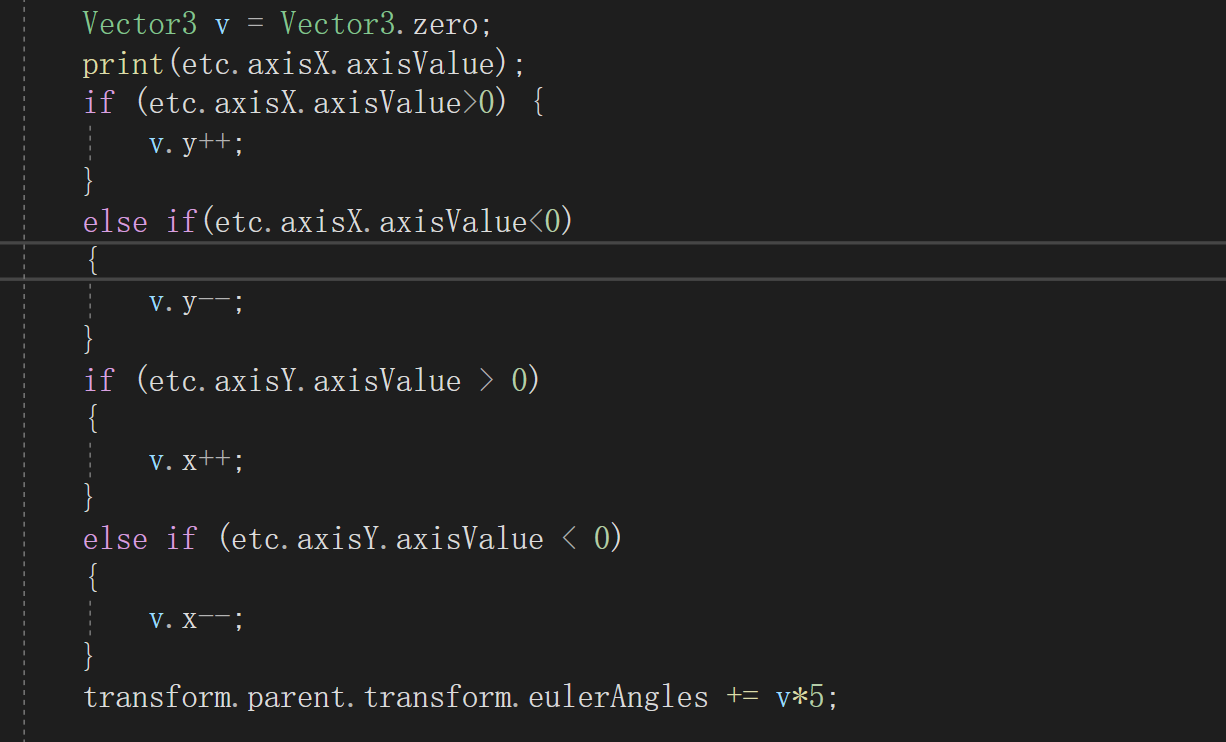 Vector3 v = Vector3.zero;
print(etc.axisX.axisValue);
if (etc.axisX.axisValue>0) {
v.y++;
}
else if(etc.axisX.axisValue<0)
{
v.y--;
}
if (etc.axisY.axisValue > 0)
{
v.x++;
}
else if (etc.axisY.axisValue < 0)
{
v.x--;
}
transform.parent.transform.eulerAngles += v*5;